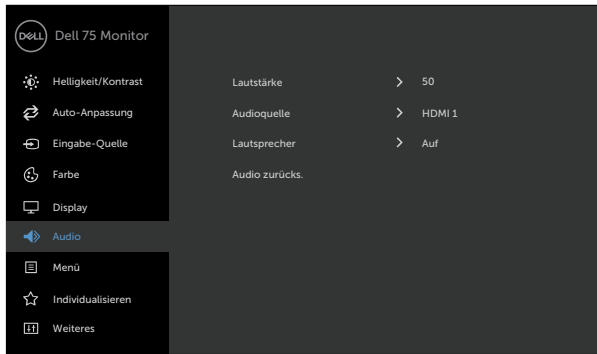 DELL Dell 75 Monitor
Helligkeit/Kontrast
Auto-Anpassung
Eingabe-Quelle
Farbe
Display
Audio
Menü
Individualisieren
Weiteres
Lautstärke > 50
Audioquelle > HDMI 1
Lautsprecher > Auf
Audio zurücks.